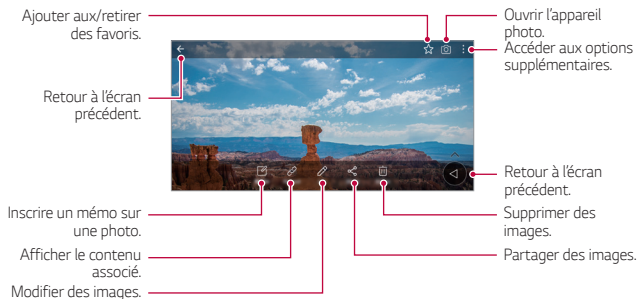 Ajouter aux/retirer
des favoris.
Retour à l'écran
précédent.
Inscrire un mémo sur
une photo.
Afficher le contenu
associé.
Modifier des images.
Ouvrir l'appareil
photo.
Accéder aux options
supplémentaires.
Retour à l'écran
précédent.
Supprimer des
images.
Partager des images.